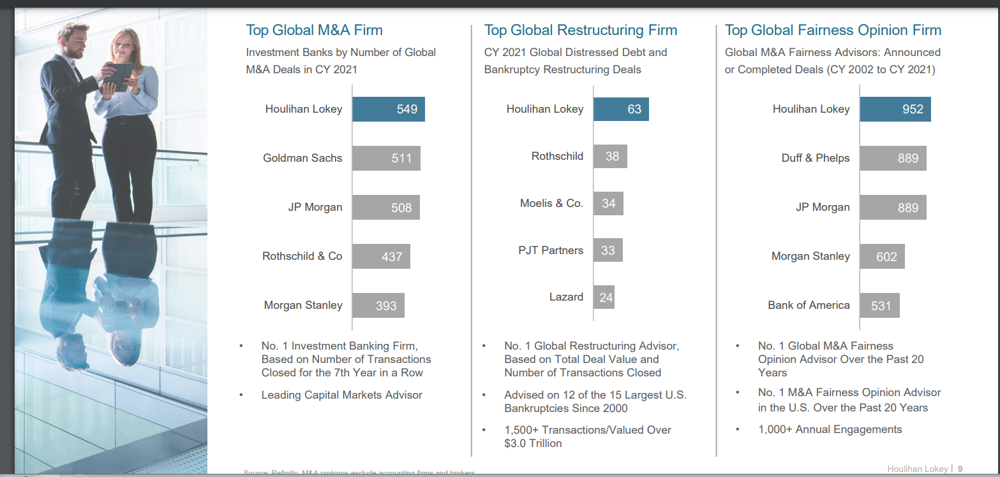 Top Global M&A Firm
Investment Banks by Number of Global
M&A Deals in CY 2021
Houlihan Lokey 549
Goldman Sachs 511
JP Morgan 508
Rothschild & Co 437
Morgan Stanley 393
• No. 1 Investment Banking Firm,
Based on Number of Transactions
Closed for the 7th Year in a Row
• Leading Capital Markets Advisor
Top Global Restructuring Firm
CY 2021 Global Distressed Debt and
Bankruptcy Restructuring Deals
Houlihan Lokey 63
Rothschild 38
Moelis & Co. 34
PJT Partners 33
Lazard 24
• No. 1 Global Restructuring Advisor,
Based on Total Deal Value and
Number of Transactions Closed
• Advised on 12 of the 15 Largest U.S.
Bankruptcies Since 2000
• 1,500+ Transactions/Valued Over
$3.0 Trillion
Top Global Fairness Opinion Firm
Global M&A Fairness Advisors: Announced
or Completed Deals (CY 2002 to CY 2021)
Houlihan Lokey 952
Duff & Phelps 889
JP Morgan 889
Morgan Stanley 602
Bank of America 531
• No. 1 Global M&A Fairness
Opinion Advisor Over the Past 20
Years
• No. 1 M&A Fairness Opinion Advisor
in the U.S. Over the Past 20 Years
• 1,000+ Annual Engagements
Source: Refinitiv. M&A rankings exclude accounting firms and brokers.
Houlihan Lokey | 9